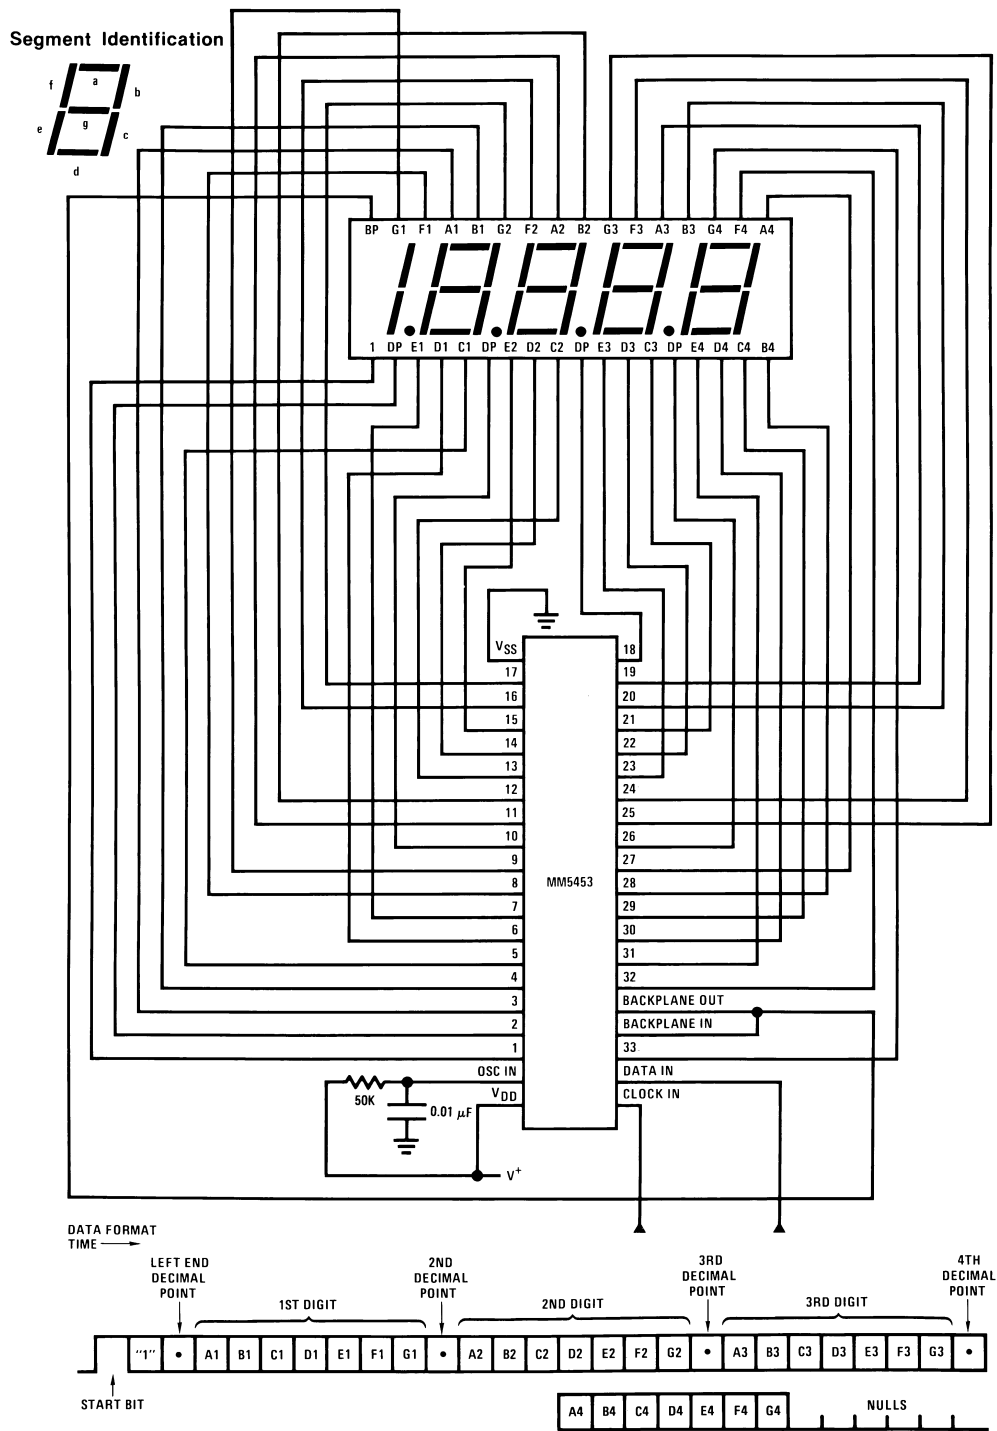 Segment Identification
a
f
b
g
e
c
d
BP G1 F1 A1 B1 G2 F2 A2 B2 G3 F3 A3 B3 G4 F4 A4
1 DP E1 D1 C1 DP E2 D2 C2 DP E3 D3 C3 DP E4 D4 C4 B4
VSS 18
17 19
16 20
15 21
14 22
13 23
12 24
11 25
10 26
9 27
MM5453
8 28
7 29
6 30
5 31
4 32
3 BACKPLANE OUT
2 BACKPLANE IN
1 33
OSC IN DATA IN
VDD CLOCK IN
50K
0.01 μF
V+
DATA FORMAT
TIME
LEFT END
DECIMAL
POINT
1ST DIGIT
2ND
DECIMAL
POINT
2ND DIGIT
3RD
DECIMAL
POINT
3RD DIGIT
4TH
DECIMAL
POINT
"1" • A1 B1 C1 D1 E1 F1 G1 • A2 B2 C2 D2 E2 F2 G2 • A3 B3 C3 D3 E3 F3 G3 •
START BIT
A4 B4 C4 D4 E4 F4 G4 NULLS